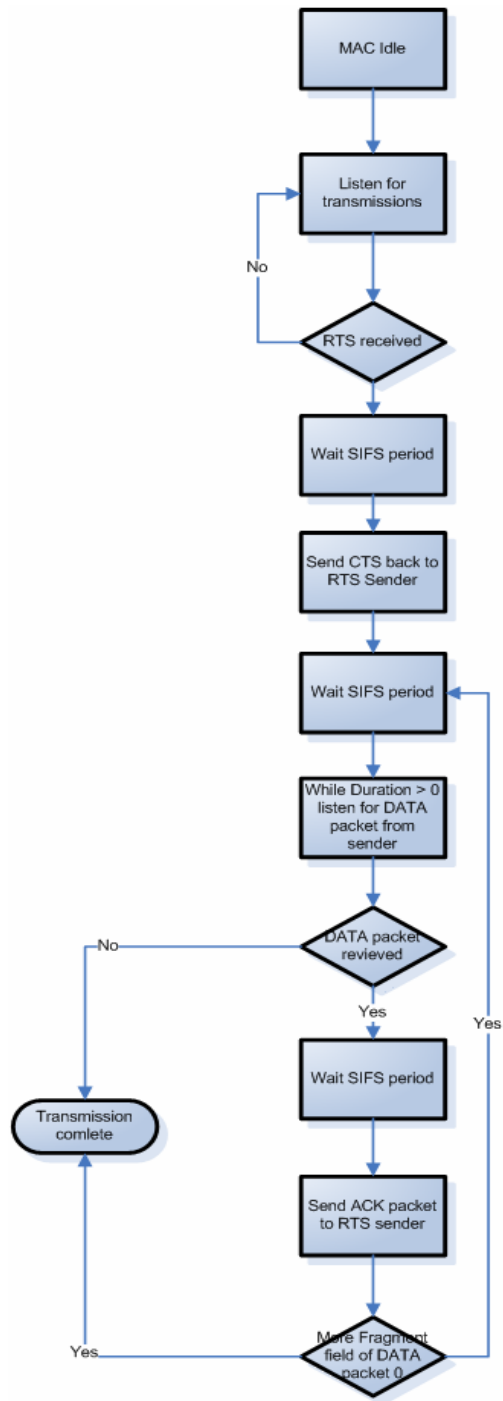 MAC Idle
Listen for
transmissions
No
RTS received
Wait SIFS period
Send CTS back to
RTS Sender
Wait SIFS period
While Duration > 0
listen for DATA
packet from
sender
DATA packet
revieved
No
Yes
Yes
Wait SIFS period
Transmission
comlete
Send ACK packet
to RTS sender
More Fragment
field of DATA
packet 0
Yes